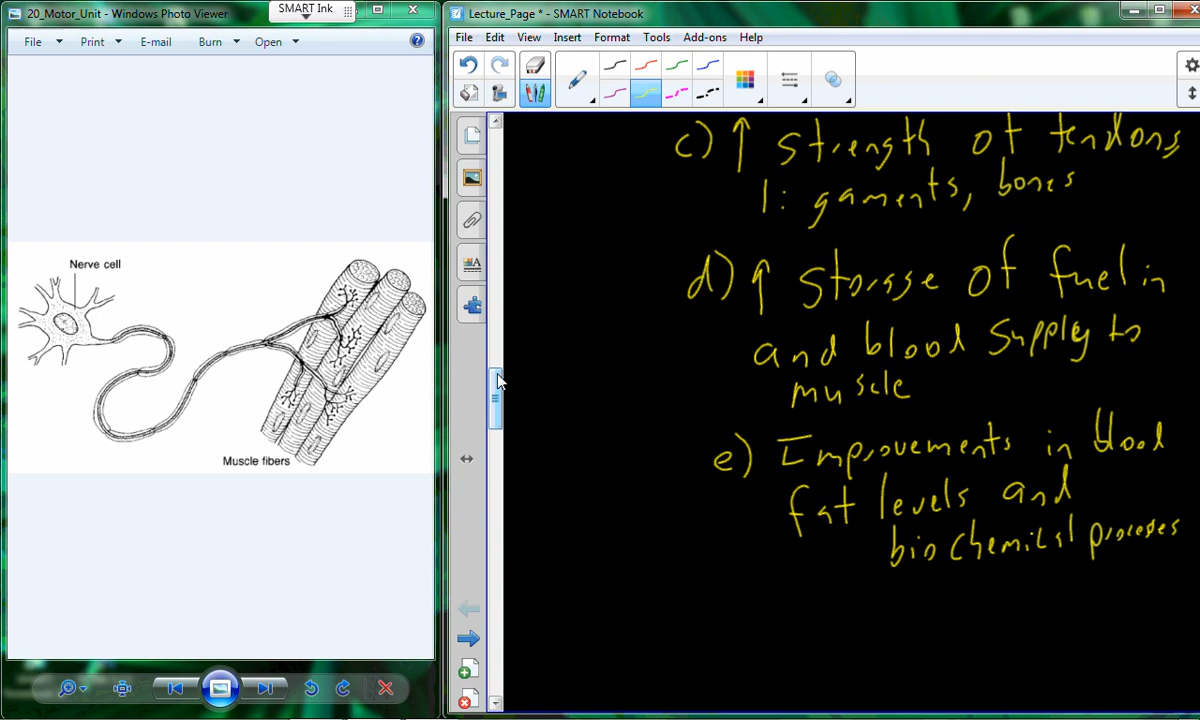 20_Motor_Unit - Windows Photo Viewer
SMART Ink
File Print E-mail Burn Open
Nerve cell
Muscle fibers
Lecture_Page * - SMART Notebook
File Edit View Insert Format Tools Add-ons Help
c) ↑ strength of tendons,
ligaments, bones
d) ↑ storage of fuel in
and blood supply to
muscle
e) Improvements in blood
fat levels and
biochemical processes